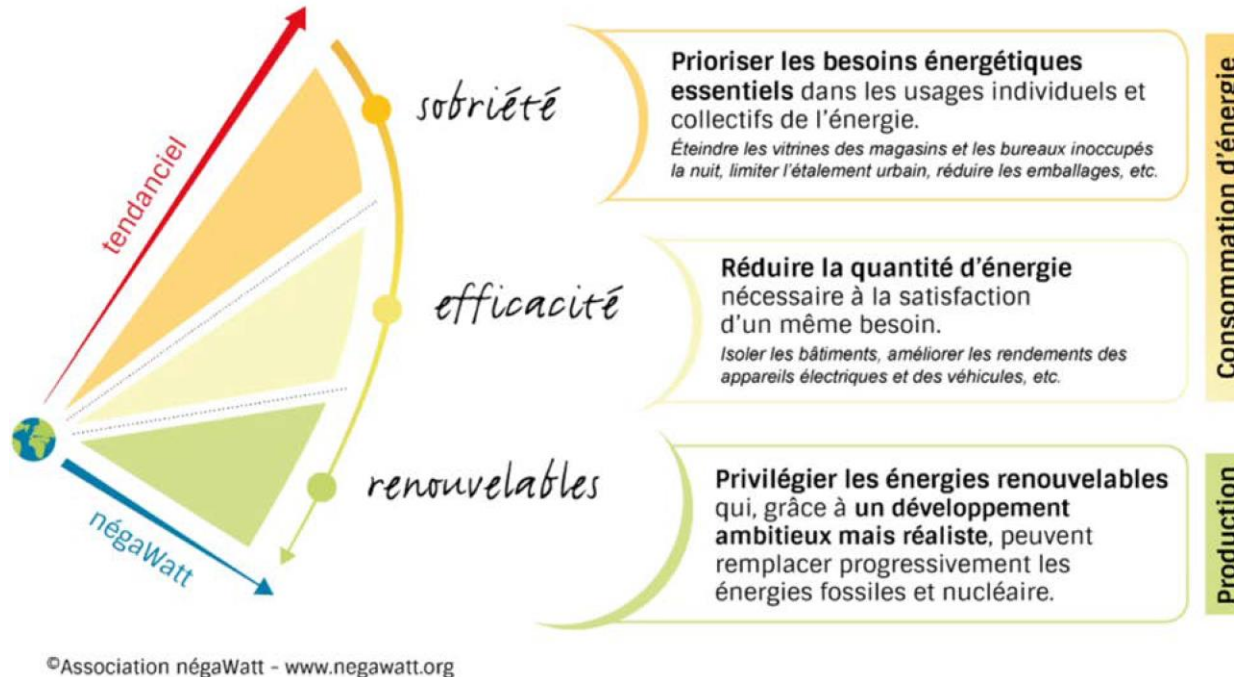 tendanciel
négaWatt
sobriété
Prioriser les besoins énergétiques
essentiels dans les usages individuels et
collectifs de l’énergie.
Éteindre les vitrines des magasins et les bureaux inoccupés
la nuit, limiter l’étalement urbain, réduire les emballages, etc.
efficacité
Réduire la quantité d’énergie
nécessaire à la satisfaction
d’un même besoin.
Isoler les bâtiments, améliorer les rendements des
appareils électriques et des véhicules, etc.
Consommation d’énergie
renouvelables
Privilégier les énergies renouvelables
qui, grâce à un développement
ambitieux mais réaliste, peuvent
remplacer progressivement les
énergies fossiles et nucléaire.
Production
©Association négaWatt - www.negawatt.org